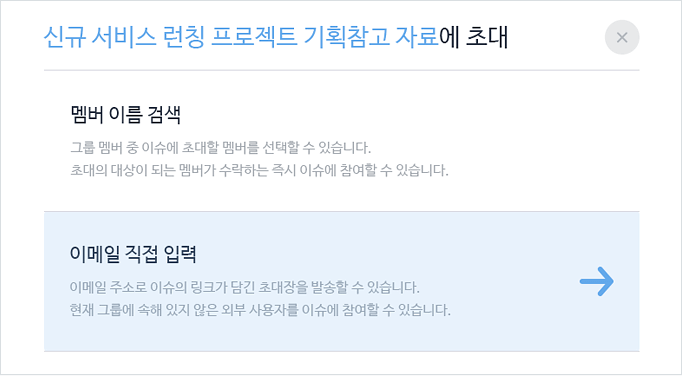 신규 서비스 런칭 프로젝트 기획참고 자료에 초대
멤버 이름 검색
그룹 멤버 중 이슈에 초대할 멤버를 선택할 수 있습니다.
초대의 대상이 되는 멤버가 수락하는 즉시 이슈에 참여할 수 있습니다.
이메일 직접 입력
이메일 주소로 이슈의 링크가 담긴 초대장을 발송할 수 있습니다.
현재 그룹에 속해 있지 않은 외부 사용자를 이슈에 참여할 수 있습니다.